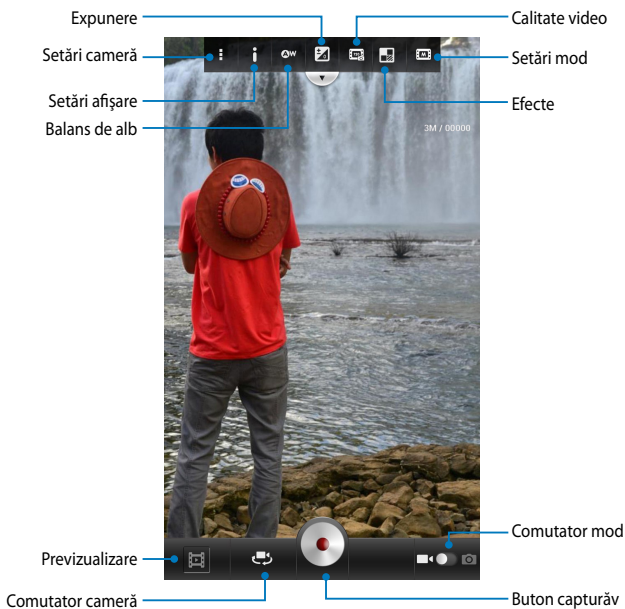 Expunere
Calitate video
Setări cameră
Setări mod
Setări afișare
Efecte
Balans de alb
3M / 00000
Comutator mod
Previzualizare
Comutator cameră
Buton capturăv